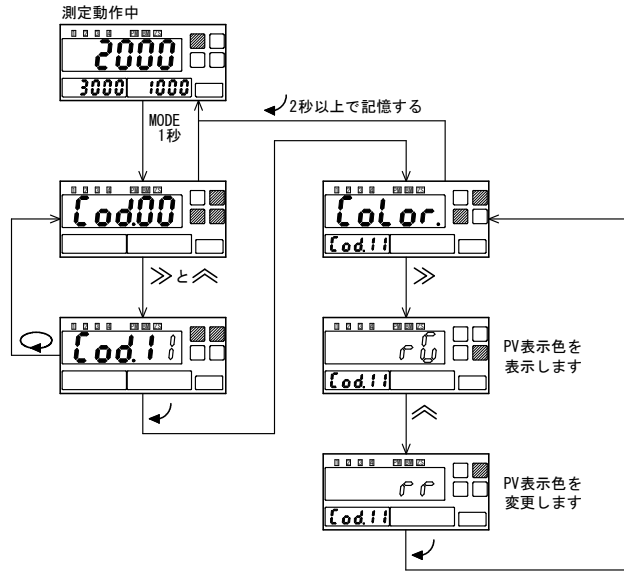 測定動作中
2000
3000 1000
MODE
1秒
2秒以上で記憶する
Cod.00
CoLor.
Cod.11
≫と︽
≫
Cod.1
PV表示色を
表示します
Cod.11
︽
rr
PV表示色を
変更します
Cod.11